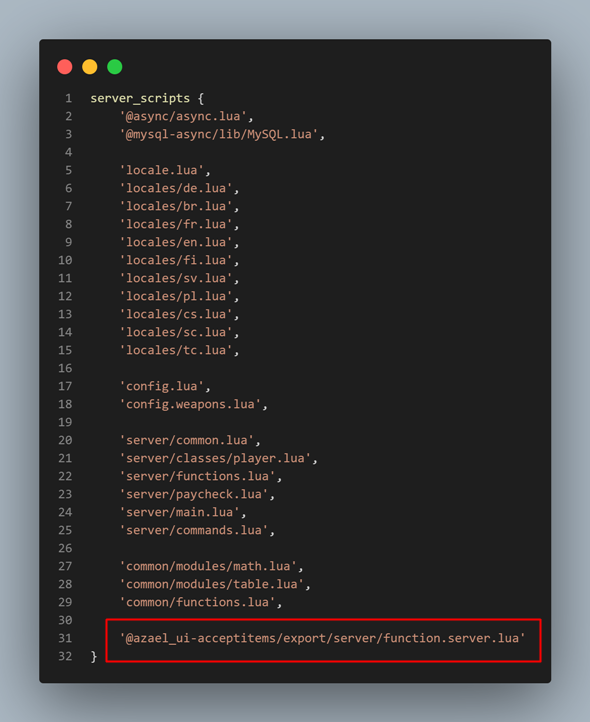 1 server_scripts {
2 '@async/async.lua',
3 '@mysql-async/lib/MySQL.lua',
4
5 'locale.lua',
6 'locales/de.lua',
7 'locales/br.lua',
8 'locales/fr.lua',
9 'locales/en.lua',
10 'locales/fi.lua',
11 'locales/sv.lua',
12 'locales/pl.lua',
13 'locales/cs.lua',
14 'locales/sc.lua',
15 'locales/tc.lua',
16
17 'config.lua',
18 'config.weapons.lua',
19
20 'server/common.lua',
21 'server/classes/player.lua',
22 'server/functions.lua',
23 'server/paycheck.lua',
24 'server/main.lua',
25 'server/commands.lua',
26
27 'common/modules/math.lua',
28 'common/modules/table.lua',
29 'common/functions.lua',
30
31 '@azael_ui-acceptitems/export/server/function.server.lua'
32 }